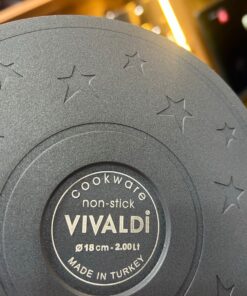 cookware
non-stick
VIVALDi
Ø 18 cm - 2.00 Lt
MADE IN TURKEY